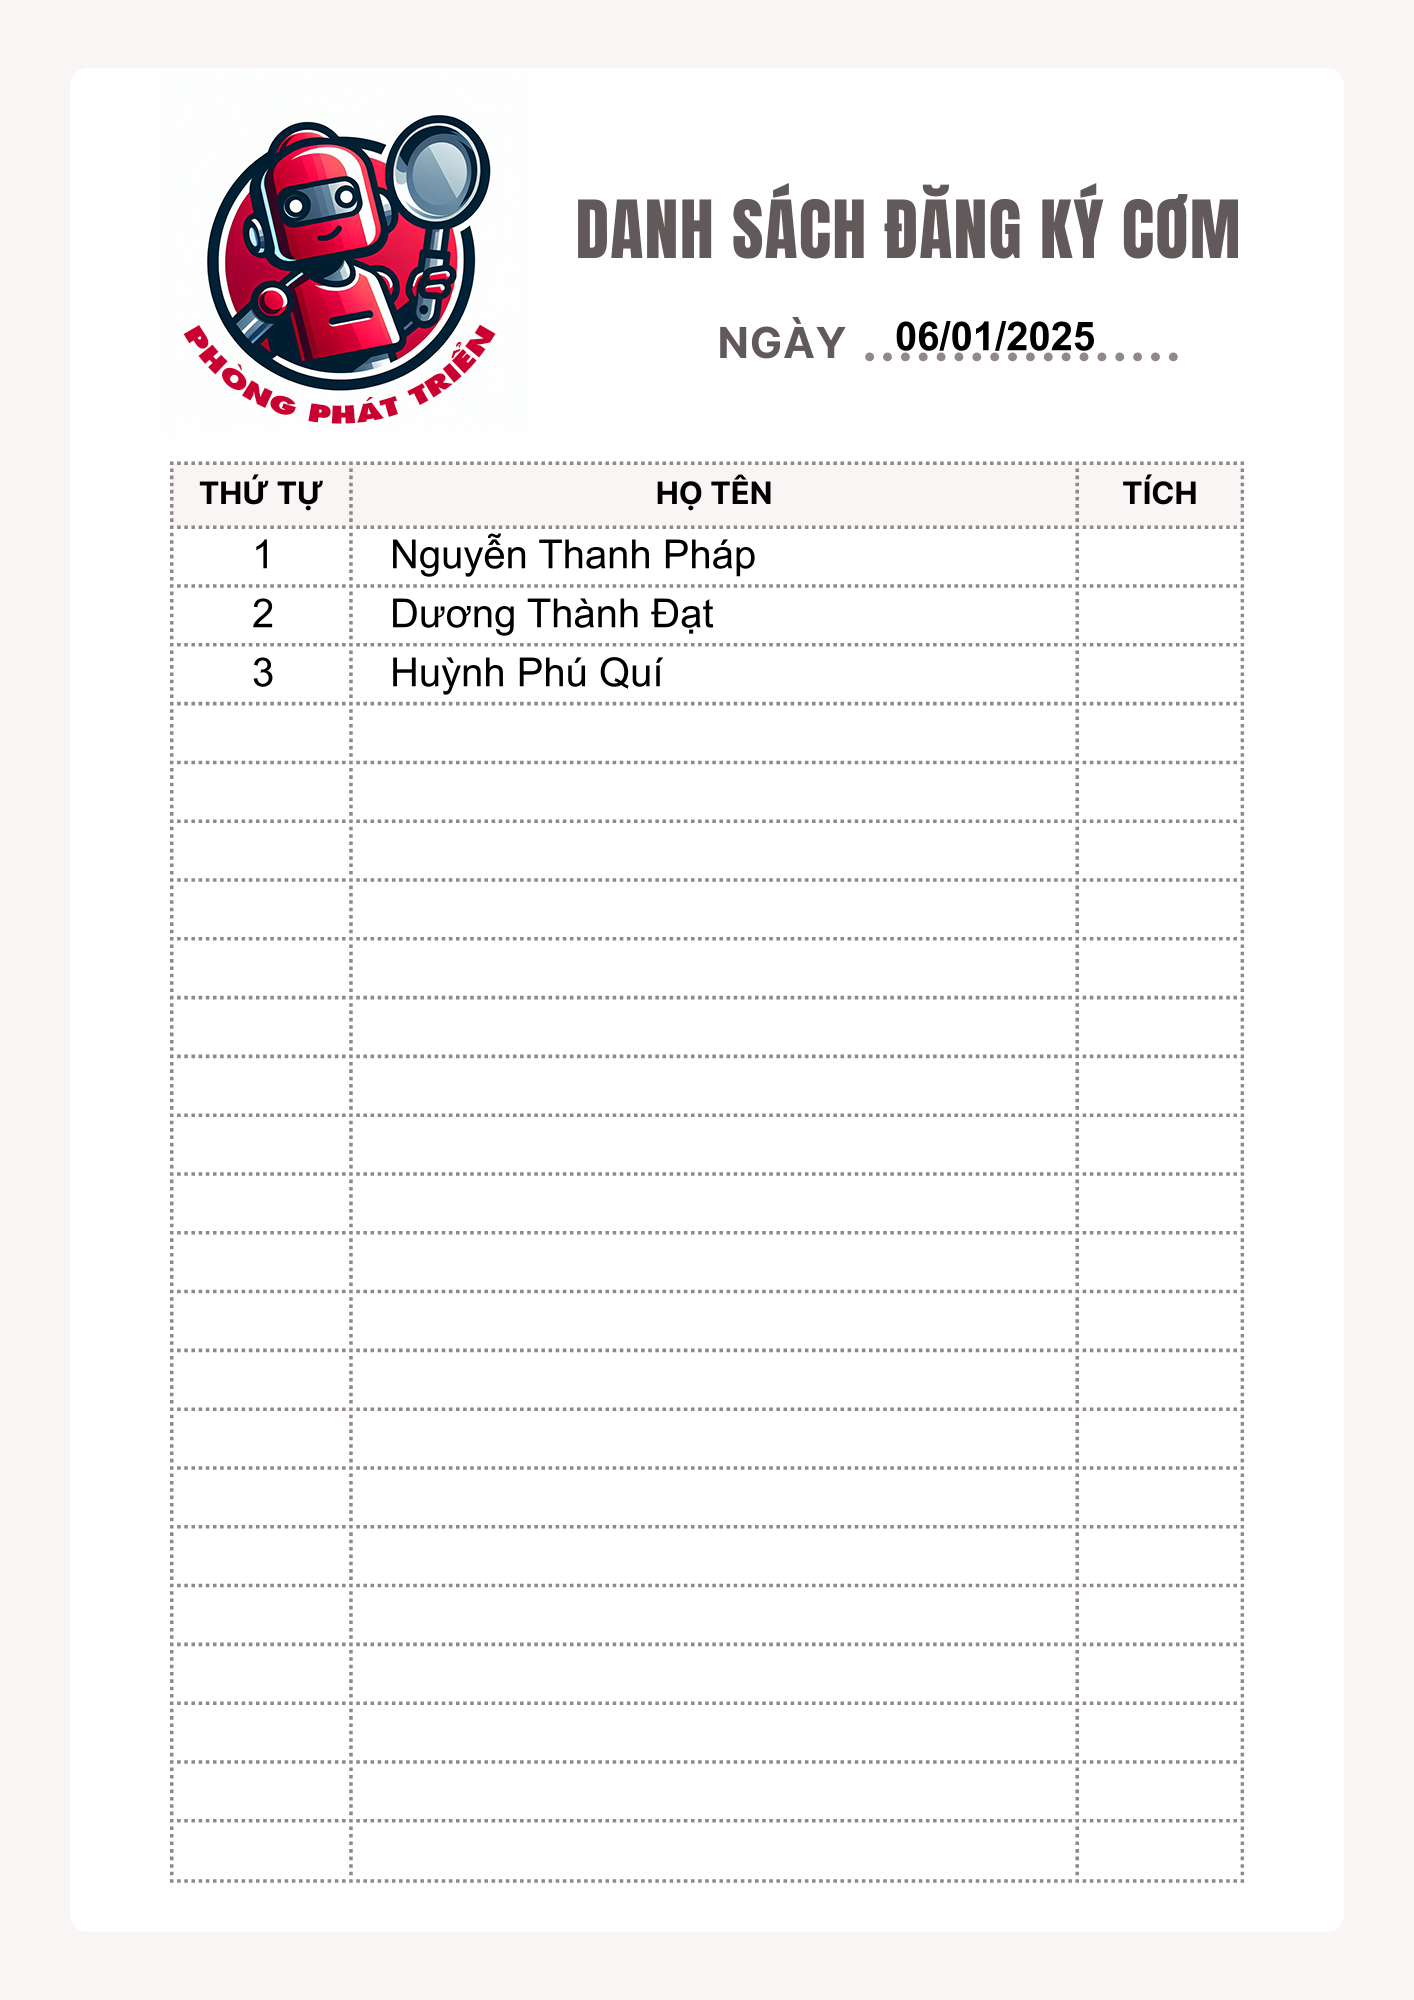 PHÒNG PHÁT TRIỂN
DANH SÁCH ĐĂNG KÝ CƠM
NGÀY 06/01/2025
THỨ TỰ HỌ TÊN TÍCH
1 Nguyễn Thanh Pháp
2 Dương Thành Đạt
3 Huỳnh Phú Quí